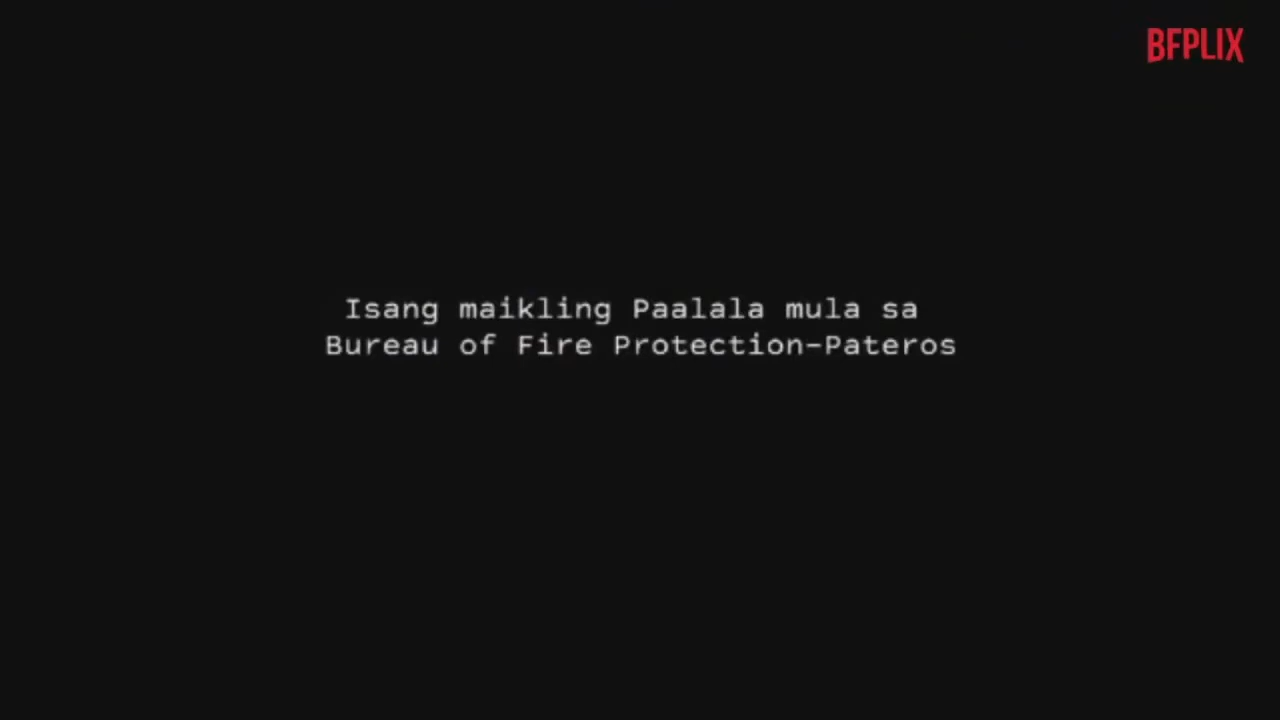 BFPLIX
Isang maikling Paalala mula sa
Bureau of Fire Protection-Pateros